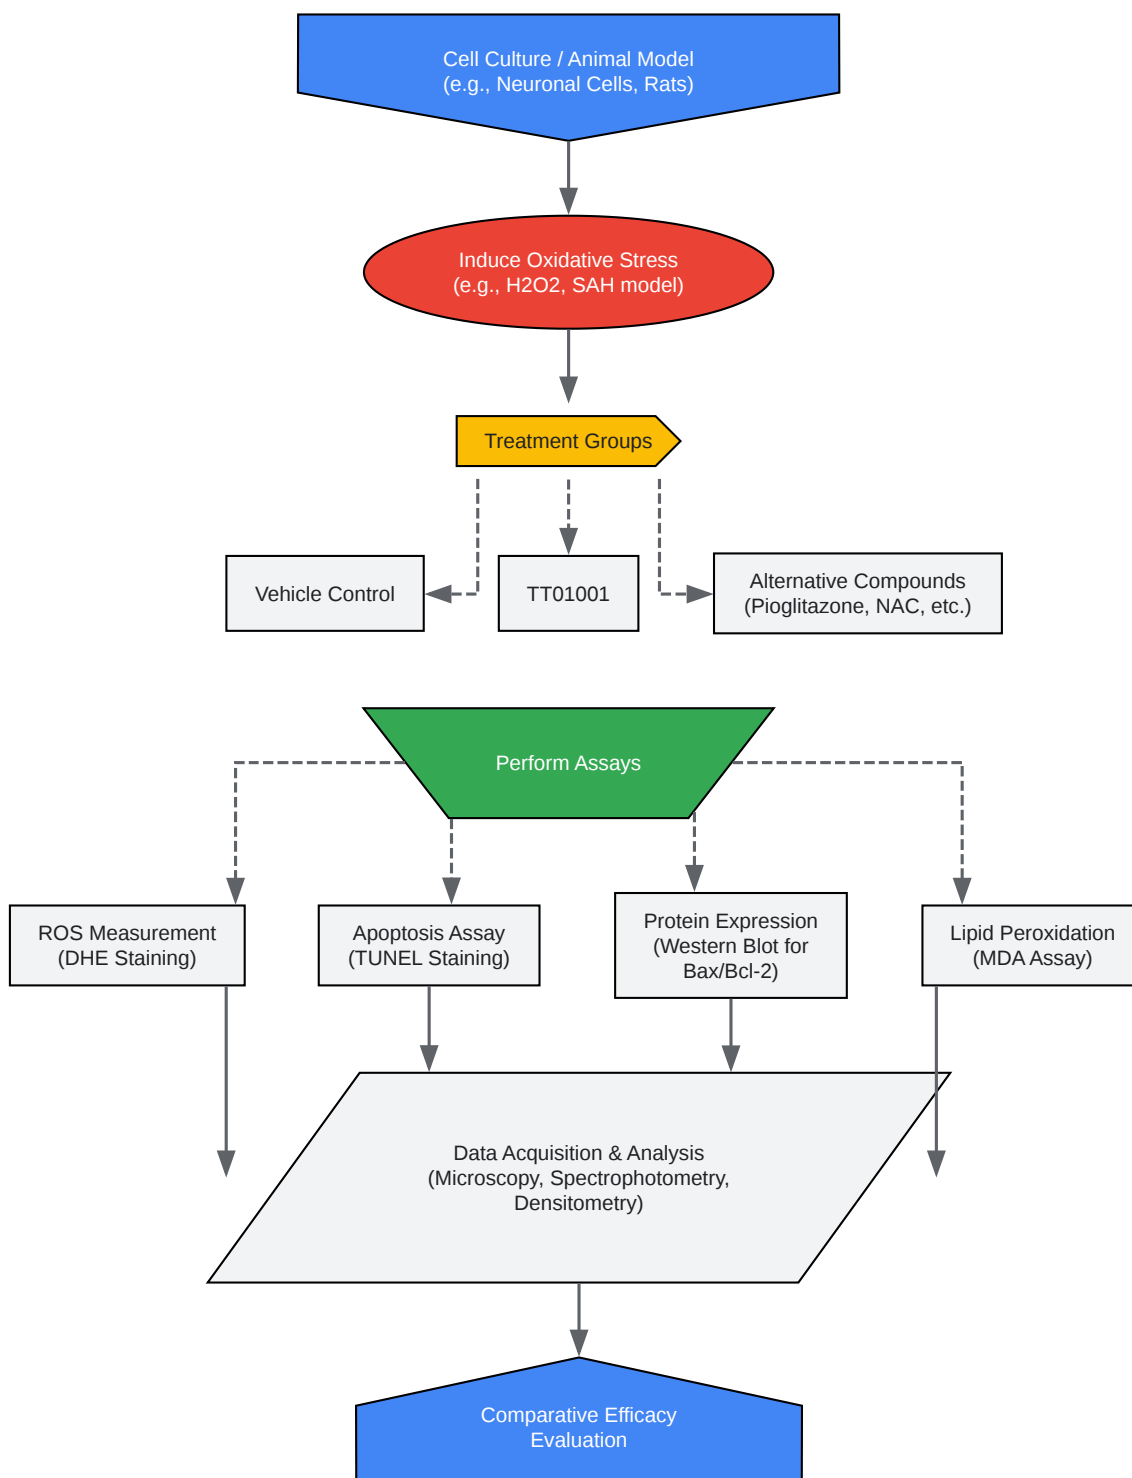 Cell Culture / Animal Model
(e.g., Neuronal Cells, Rats)
Induce Oxidative Stress
(e.g., H2O2, SAH model)
Treatment Groups
Vehicle Control
TT01001
Alternative Compounds
(Pioglitazone, NAC, etc.)
Perform Assays
ROS Measurement
(DHE Staining)
Apoptosis Assay
(TUNEL Staining)
Protein Expression
(Western Blot for
Bax/Bcl-2)
Lipid Peroxidation
(MDA Assay)
Data Acquisition & Analysis
(Microscopy, Spectrophotometry,
Densitometry)
Comparative Efficacy
Evaluation